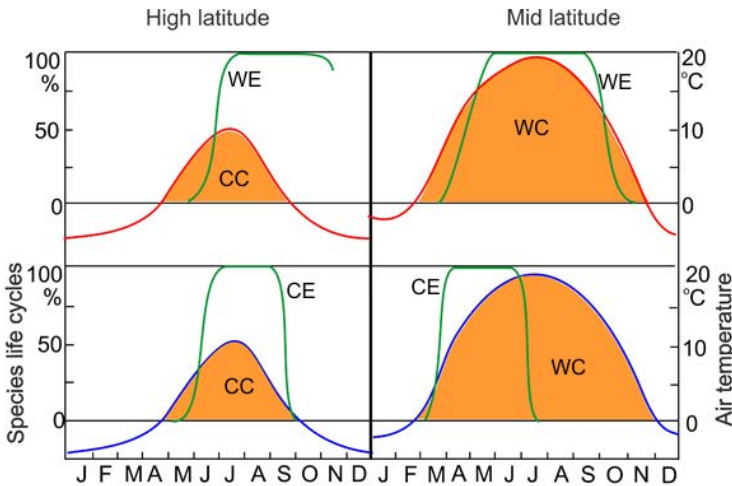 High latitude Mid latitude
100 20
% °C
WE WE
50 10
CC WC
0 0
100 20
% °C
CE CE
50 10
CC WC
0 0
Species life cycles
Air temperature
J F M A M J J A S O N D J F M A M J J A S O N D